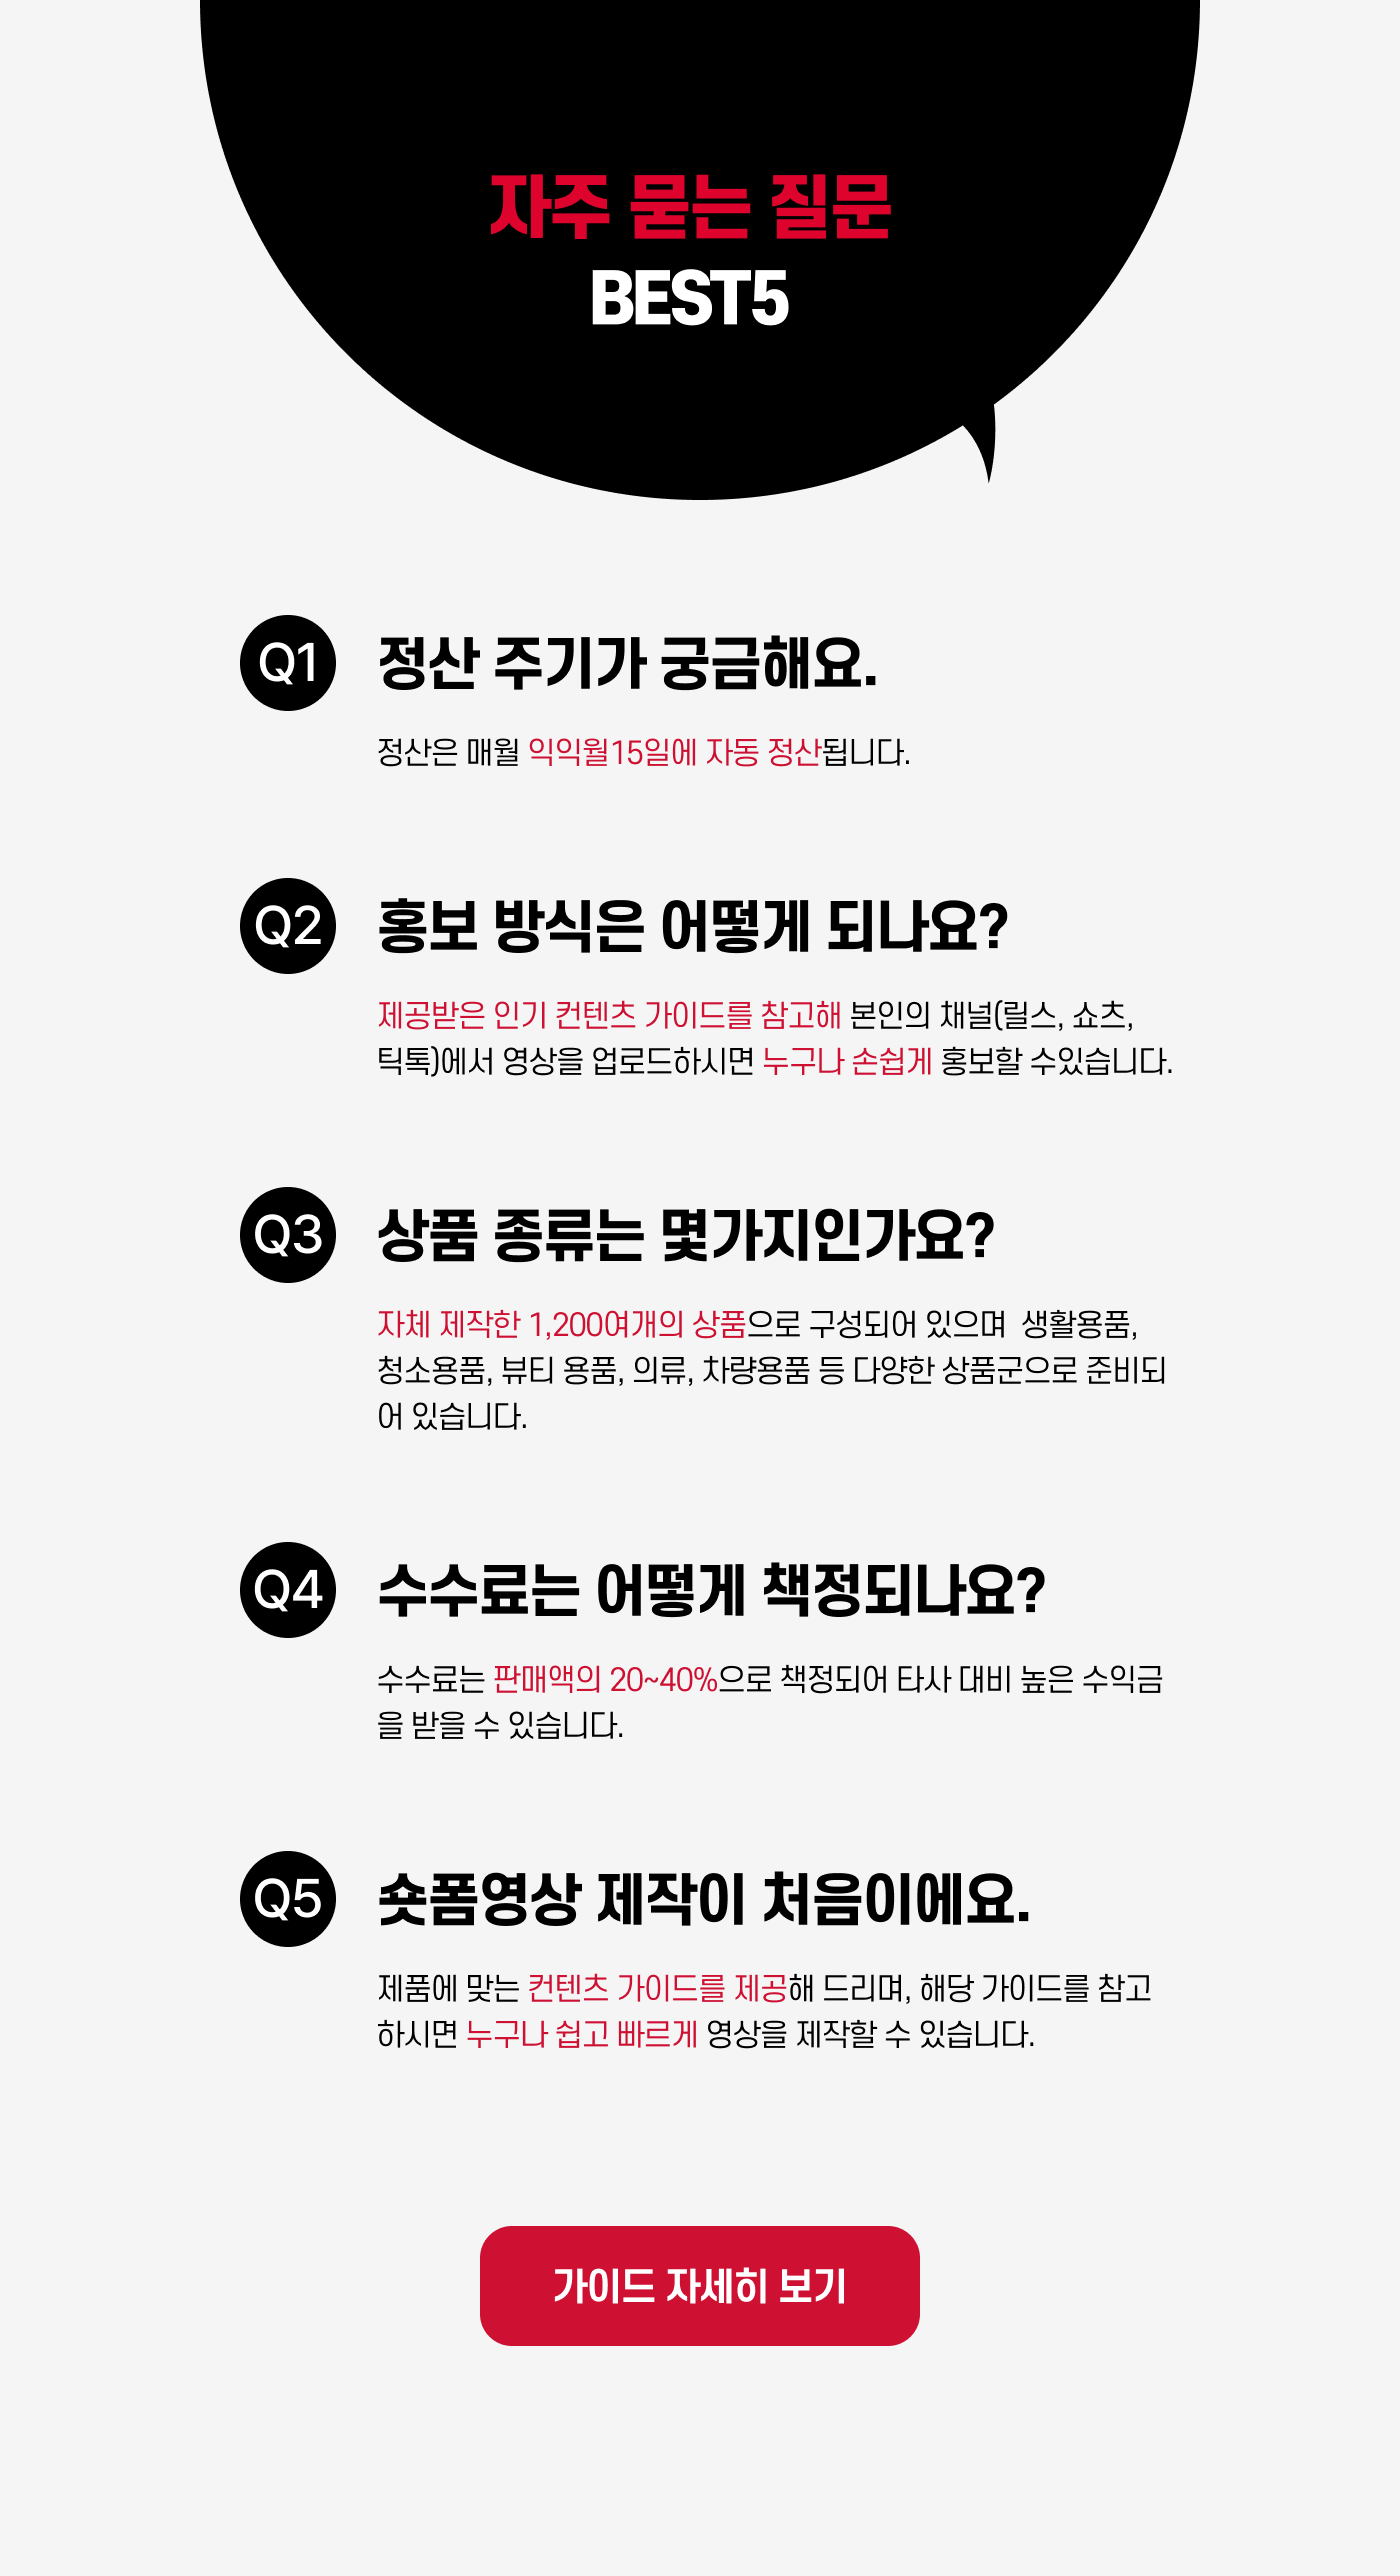 자주 묻는 질문
BEST5
Q1
정산 주기가 궁금해요.
정산은 매월 익익월15일에 자동 정산됩니다.
Q2
홍보 방식은 어떻게 되나요?
제공받은 인기 컨텐츠 가이드를 참고해 본인의 채널(릴스, 쇼츠,
틱톡)에서 영상을 업로드하시면 누구나 손쉽게 홍보할 수있습니다.
Q3
상품 종류는 몇가지인가요?
자체 제작한 1,200여개의 상품으로 구성되어 있으며  생활용품,
청소용품, 뷰티 용품, 의류, 차량용품 등 다양한 상품군으로 준비되
어 있습니다.
Q4
수수료는 어떻게 책정되나요?
수수료는 판매액의 20~40%으로 책정되어 타사 대비 높은 수익금
을 받을 수 있습니다.
Q5
숏폼영상 제작이 처음이에요.
제품에 맞는 컨텐츠 가이드를 제공해 드리며, 해당 가이드를 참고
하시면 누구나 쉽고 빠르게 영상을 제작할 수 있습니다.
가이드 자세히 보기